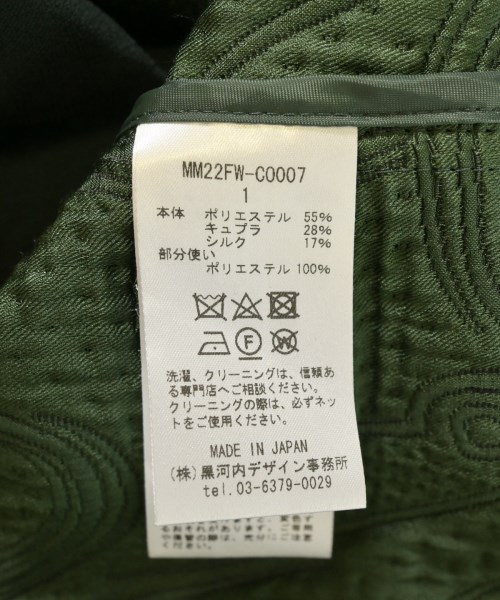 MM22FW-C0007
1
本体 ポリエステル 55%
キュプラ 28%
シルク 17%
部分使い
ポリエステル 100%
F
W
洗濯、クリーニングは、信頼あ
る専門店へご相談ください。
クリーニングの際は、必ずネッ
トをご使用ください。
MADE IN JAPAN
(株)黒河内デザイン事務所
tel.03-6379-0029